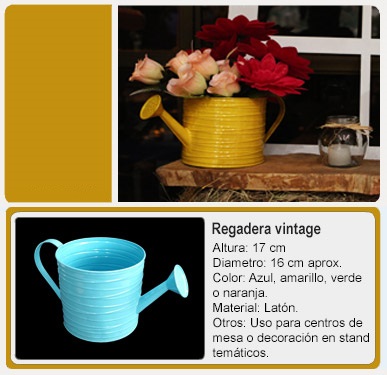 Regadera vintage
Altura: 17 cm
Diametro: 16 cm aprox.
Color: Azul, amarillo, verde
o naranja.
Material: Latón.
Otros: Uso para centros de
mesa o decoración en stand
temáticos.